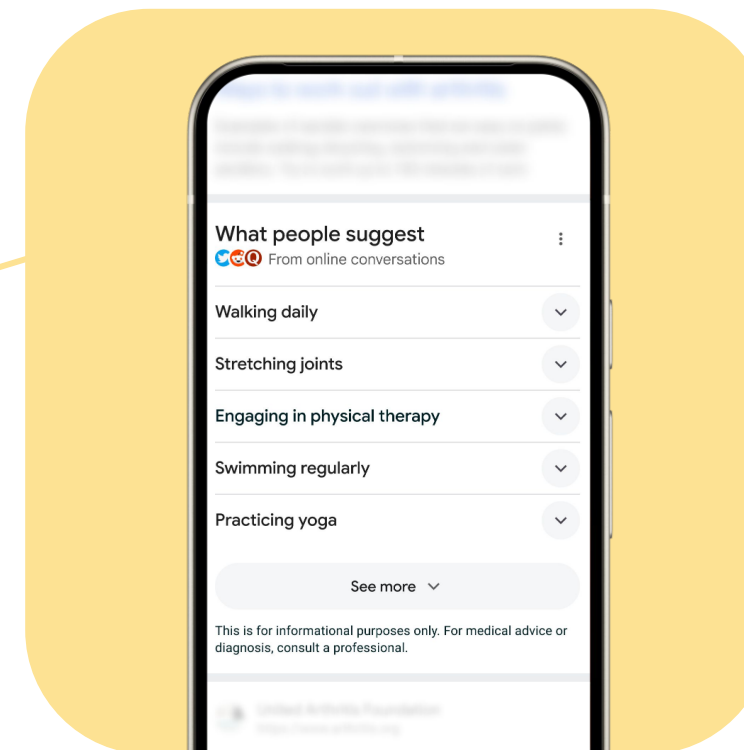 What people suggest
From online conversations
Walking daily
Stretching joints
Engaging in physical therapy
Swimming regularly
Practicing yoga
See more
This is for informational purposes only. For medical advice or
diagnosis, consult a professional.